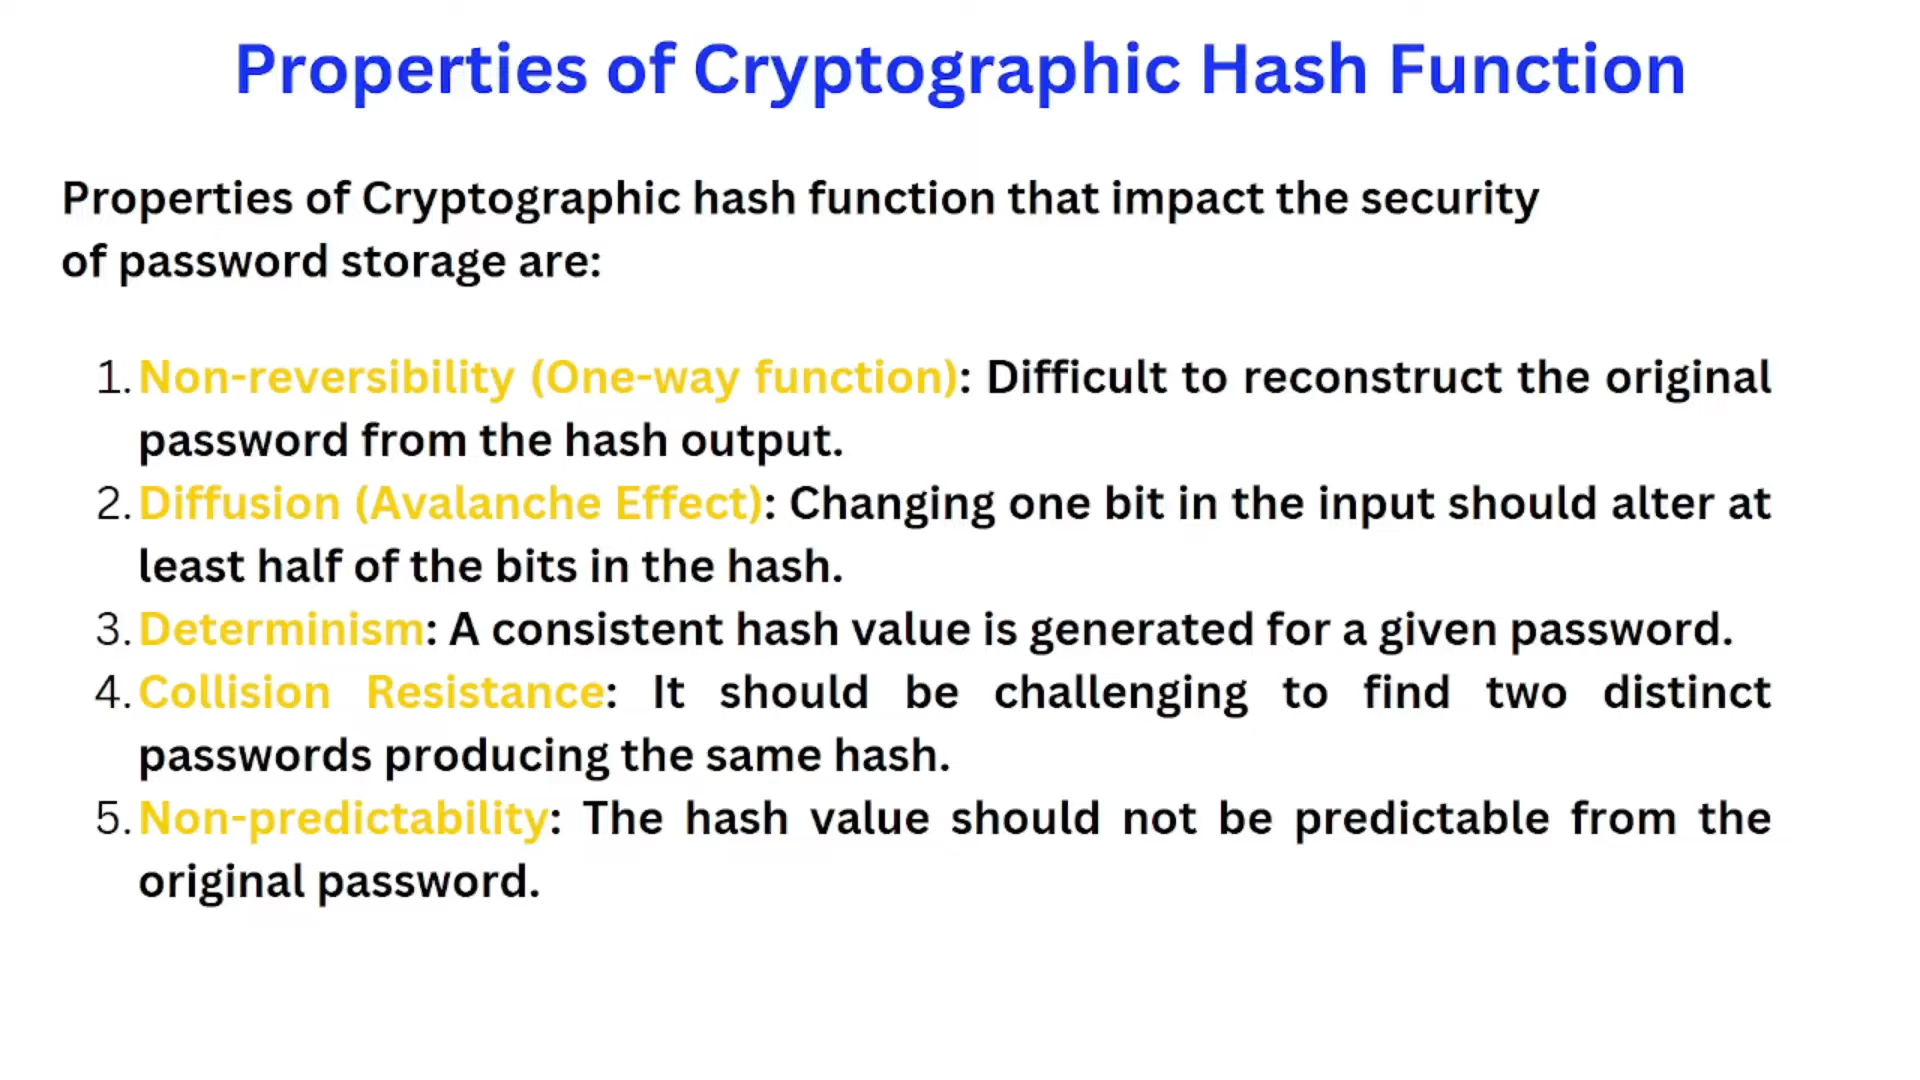 Properties of Cryptographic Hash Function
Properties of Cryptographic hash function that impact the security
of password storage are:
1. Non-reversibility (One-way function): Difficult to reconstruct the original
password from the hash output.
2. Diffusion (Avalanche Effect): Changing one bit in the input should alter at
least half of the bits in the hash.
3. Determinism: A consistent hash value is generated for a given password.
4. Collision Resistance: It should be challenging to find two distinct
passwords producing the same hash.
5. Non-predictability: The hash value should not be predictable from the
original password.